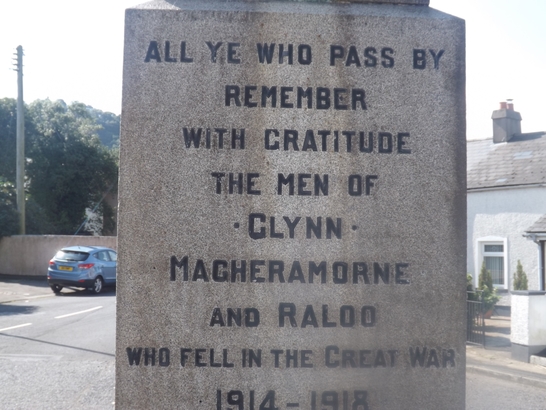 ALL YE WHO PASS BY
REMEMBER
WITH GRATITUDE
THE MEN OF
·GLYNN·
MAGHERAMORNE
AND RALOO
WHO FELL IN THE GREAT WAR
1914-1918